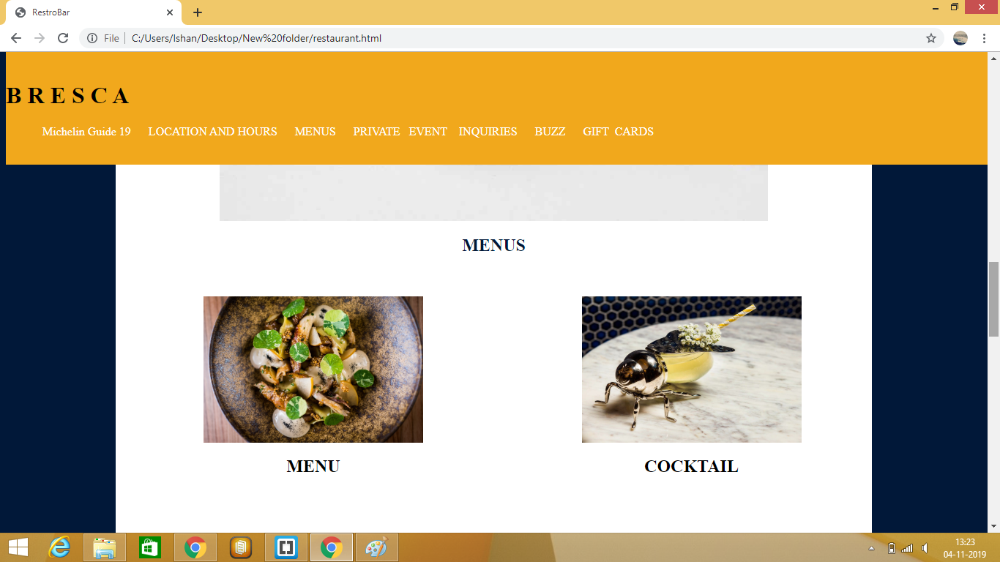 RestroBar
File C:/Users/Ishan/Desktop/New%20folder/restaurant.html
B R E S C A
Michelin Guide 19 LOCATION AND HOURS MENUS PRIVATE EVENT INQUIRIES BUZZ GIFT CARDS
MENUS
MENU COCKTAIL
13:23
04-11-2019